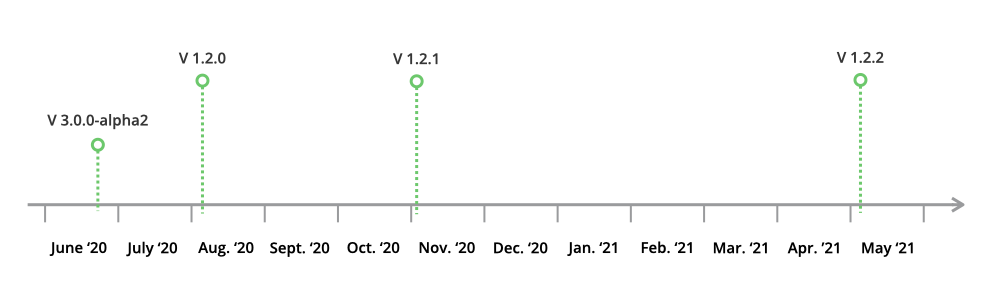 V 1.2.0
V 1.2.1
V 1.2.2
V 3.0.0-alpha2
June ‘20
July ‘20
Aug. ‘20
Sept. ‘20
Oct. ‘20
Nov. ‘20
Dec. ‘20
Jan. ‘21
Feb. ‘21
Mar. ‘21
Apr. ‘21
May ‘21